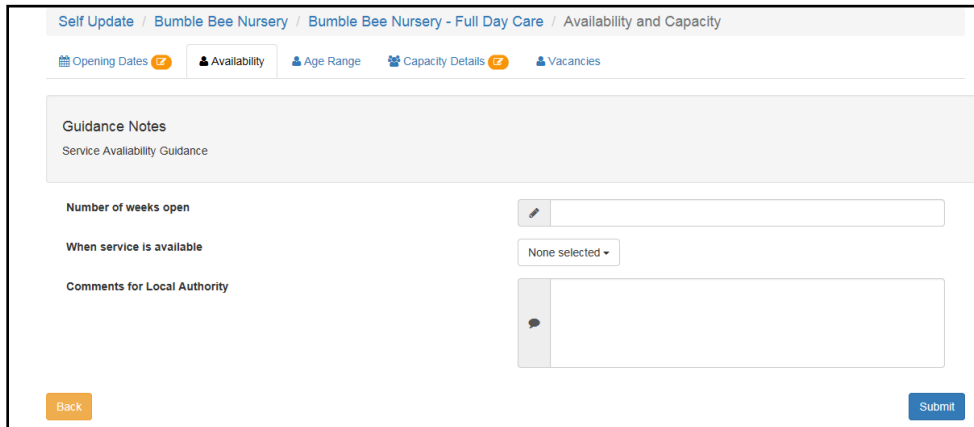 Self Update / Bumble Bee Nursery / Bumble Bee Nursery - Full Day Care / Availability and Capacity
Opening Dates Availability Age Range Capacity Details Vacancies
Guidance Notes
Service Avaliability Guidance
Number of weeks open
When service is available None selected
Comments for Local Authority
Back Submit